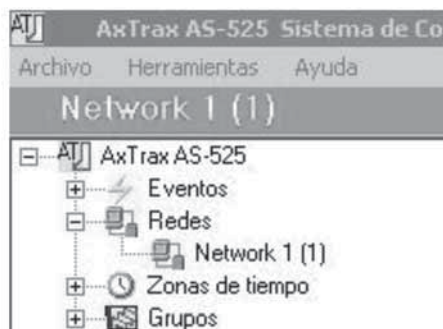 AxTrax AS-525 Sistema de Co
Archivo Herramientas Ayuda
Network 1 (1)
AxTrax AS-525
Eventos
Redes
Network 1 (1)
Zonas de tiempo
Grupos